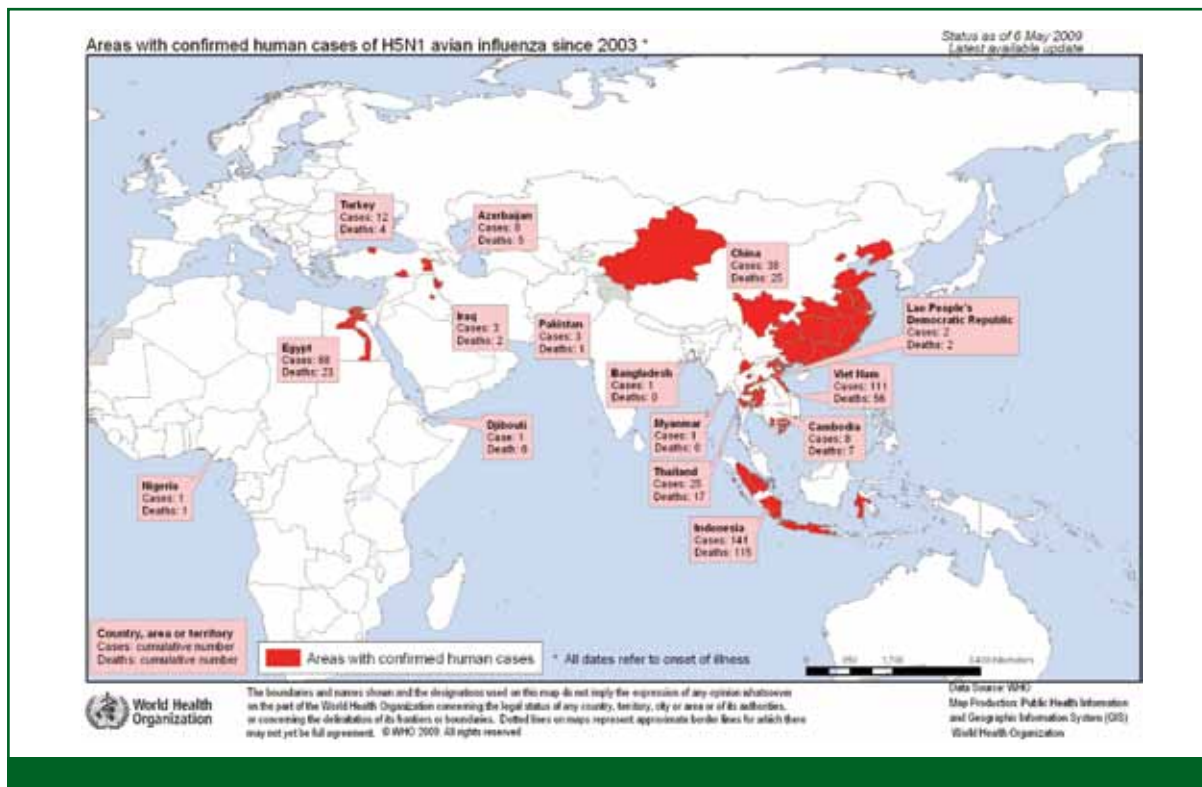 Areas with confirmed human cases of H5N1 avian influenza since 2003 *
Status as of 6 May 2009
Latest available update
Turkey
Cases: 12
Deaths: 4
Azerbaijan
Cases: 8
Deaths: 5
China
Cases: 38
Deaths: 25
Lao People's
Democratic Republic
Cases: 2
Deaths: 2
Iraq
Cases: 3
Deaths: 2
Pakistan
Cases: 3
Deaths: 1
Egypt
Cases: 68
Deaths: 23
Bangladesh
Cases: 1
Deaths: 0
Viet Nam
Cases: 111
Deaths: 56
Djibouti
Case: 1
Death:
Myanmar
Cases: 1
Deaths: 0
Cambodia
Cases: 8
Deaths: 7
Thailand
Cases: 25
Deaths: 17
Nigeria
Cases: 1
Deaths: 1
Indonesia
Cases: 141
Deaths: 115
Country, area or territory
Cases: cumulative number
Deaths: cumulative number
Areas with confirmed human cases
* All dates refer to onset of illness
0 850 1,700 3,400 Kilometers
World Health
Organization
The boundaries and names shown and the designations used on this map do not imply the expression of any opinion whatsoever
on the part of the World Health Organization concerning the legal status of any country, territory, city or area or of its authorities,
or concerning the delimitation of its frontiers or boundaries. Dotted lines on maps represent approximate border lines for which there
may not yet be full agreement. © WHO 2009. All rights reserved
Data Source: WHO
Map Production: Public Health Information
and Geographic Information System (GIS)
World Health Organization